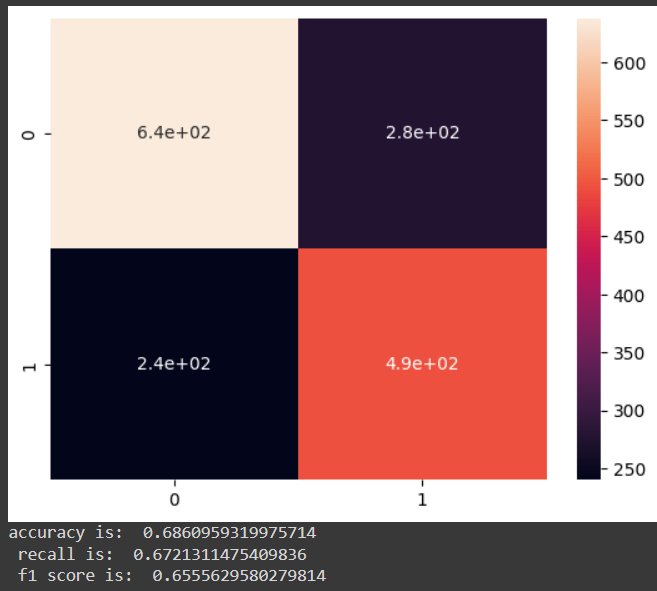 600
0
6.4e+02
2.8e+02
550
500
450
400
1
2.4e+02
4.9e+02
350
300
250
0
1
accuracy is:  0.6860959319975714
recall is:  0.6721311475409836
f1 score is:  0.6555629580279814